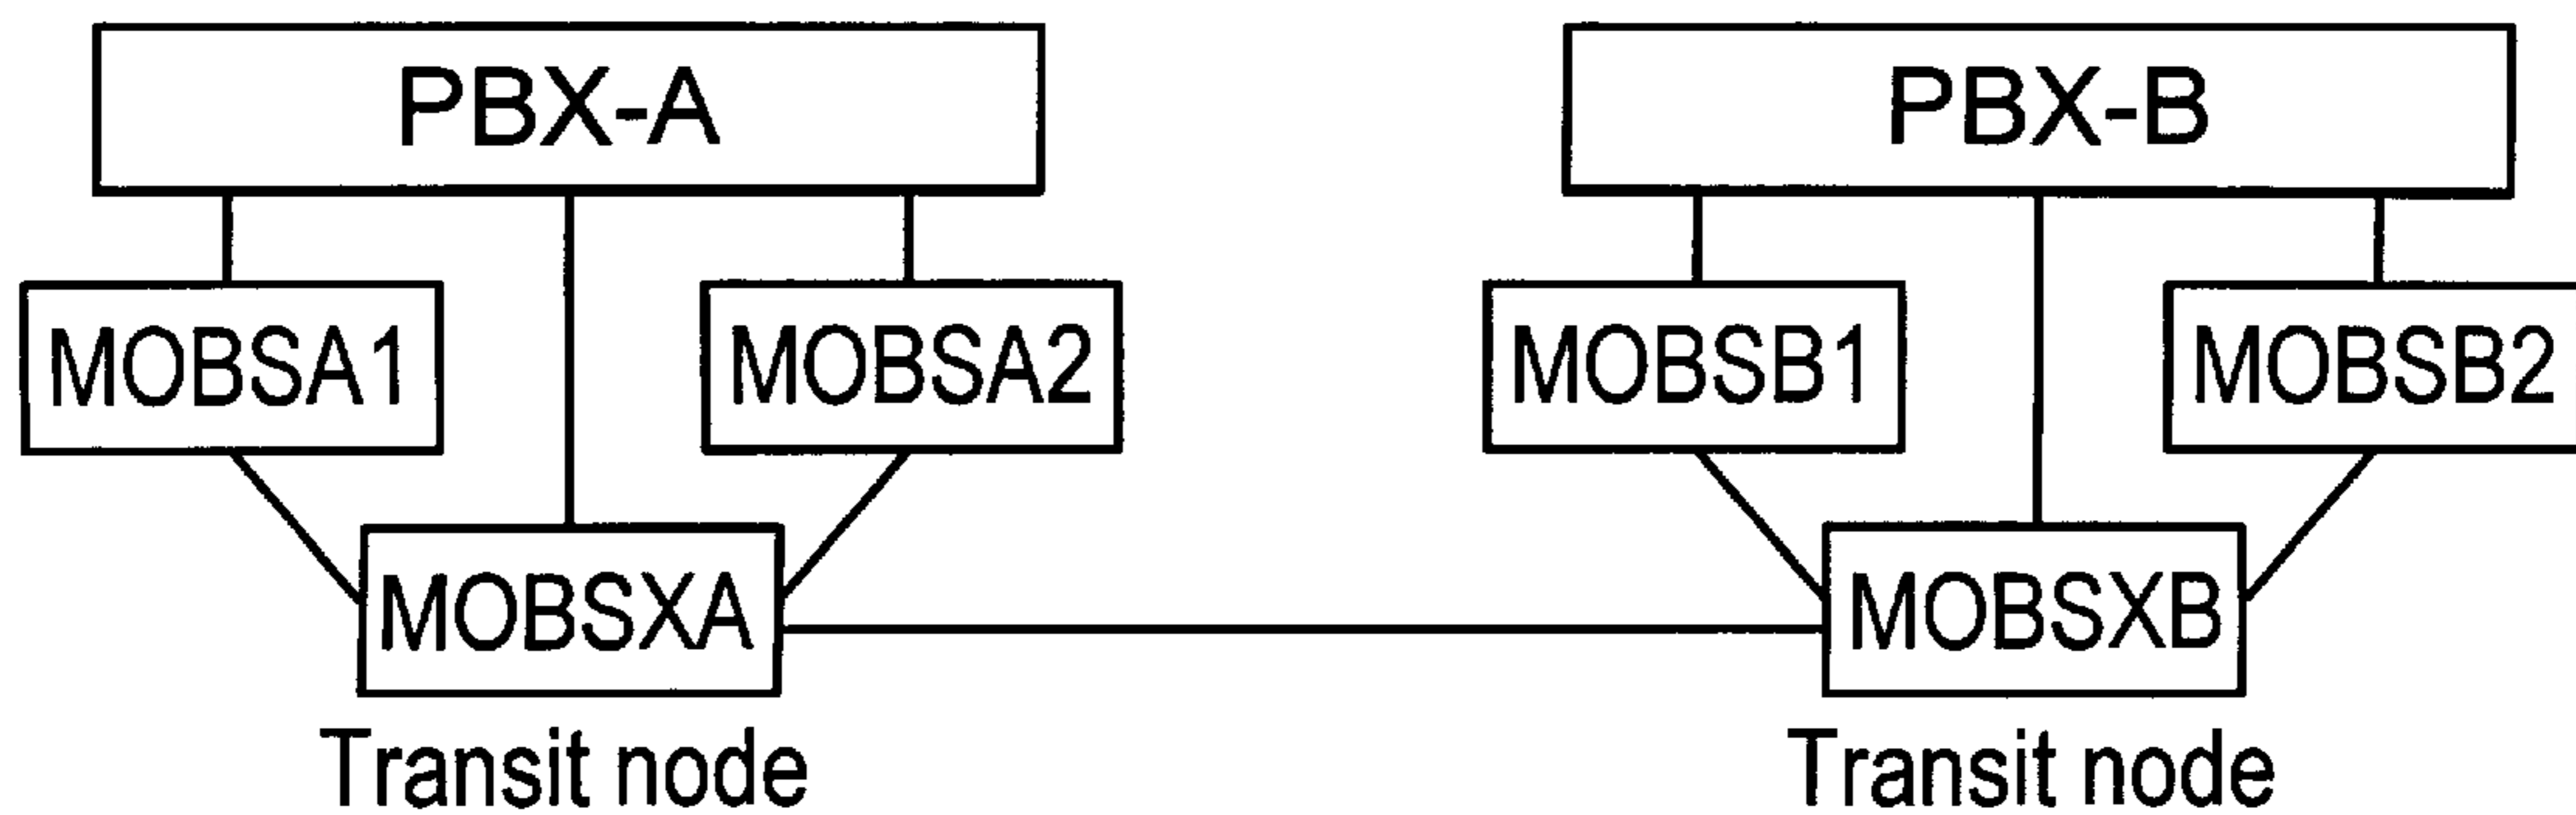 PBX-A
PBX-B
MOBSA1
MOBSA2
MOBSB1
MOBSB2
MOBSXA
MOBSXB
Transit node
Transit node